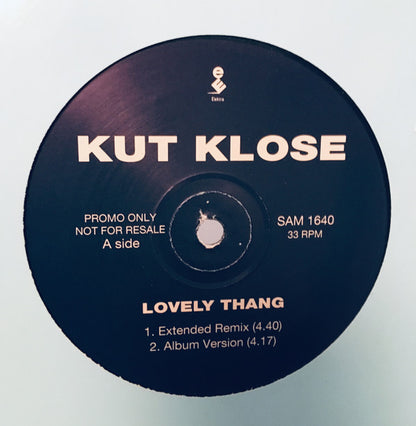 Elektra
KUT KLOSE
PROMO ONLY
NOT FOR RESALE
A side
SAM 1640
33 RPM
LOVELY THANG
1. Extended Remix (4.40)
2. Album Version (4.17)